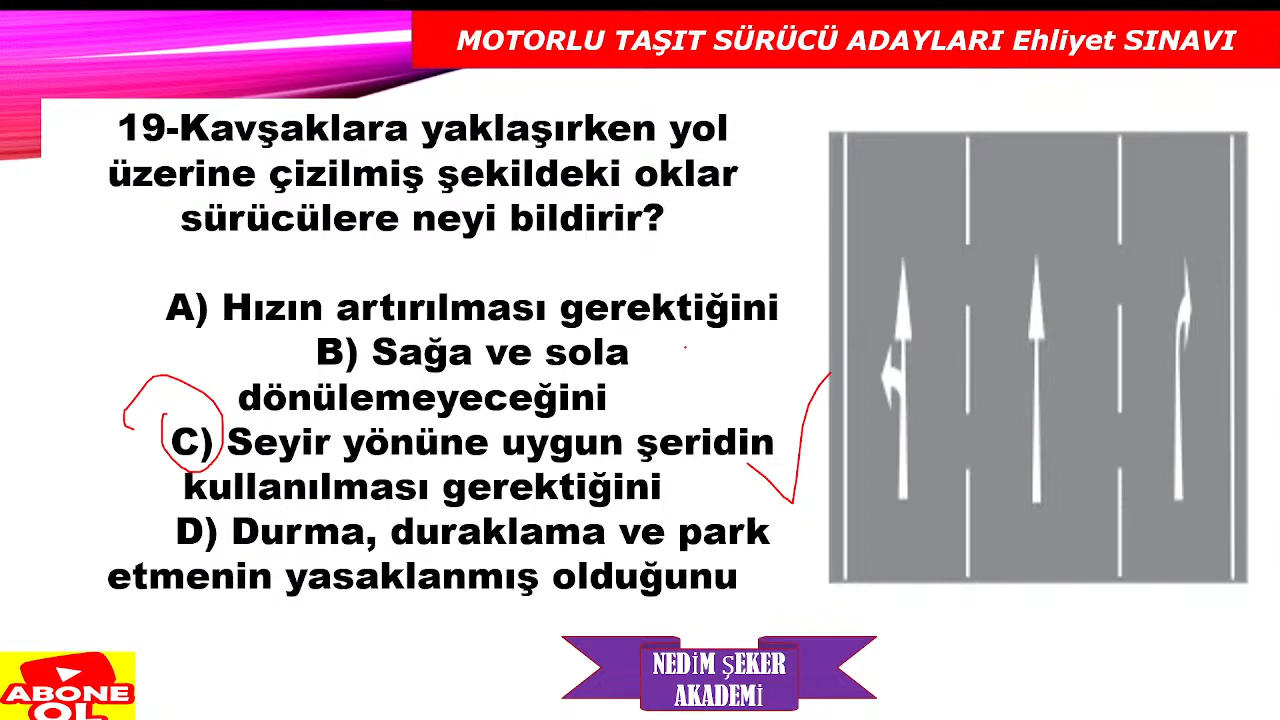 MOTORLU TAŞIT SÜRÜCÜ ADAYLARI Ehliyet SINAVI
19-Kavşaklara yaklaşırken yol
üzerine çizilmiş şekildeki oklar
sürücülere neyi bildirir?
A) Hızın artırılması gerektiğini
B) Sağa ve sola
dönülemeyeceğini
C) Seyir yönüne uygun şeridin
kullanılması gerektiğini
D) Durma, duraklama ve park
etmenin yasaklanmış olduğunu
NEDİM ŞEKER
AKADEMİ
ABONE
OL